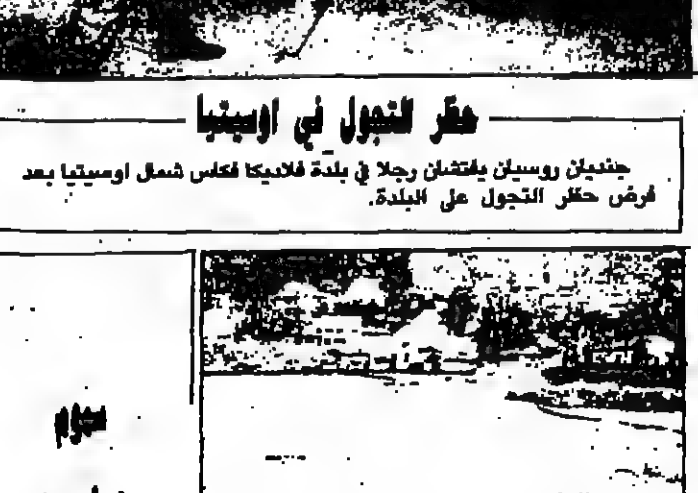 حظر التجول في اوسيتيا
جنديان روسيان يفتشان رجلا في بلدة فلاديكا فكاس شمال اوسيتيا بعد
فرض حظر التجول على البلدة.
سموم